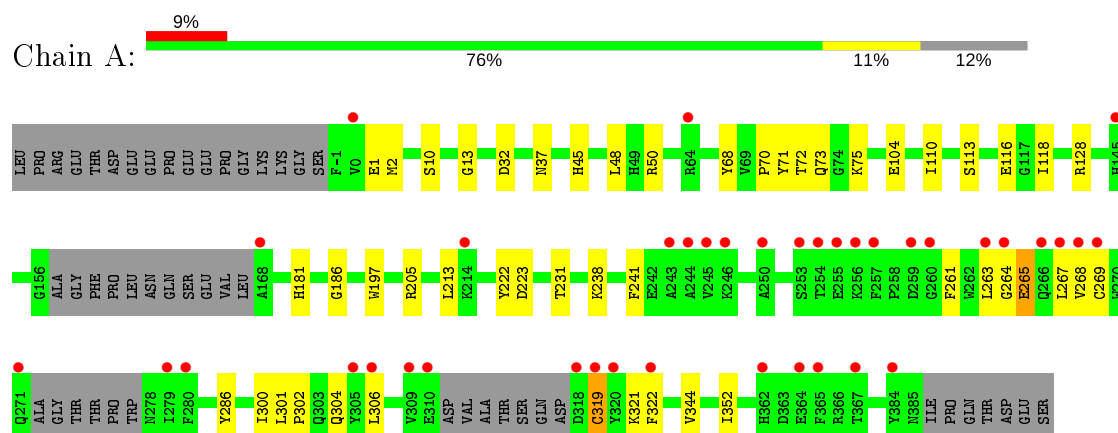 9%
Chain A:
76% 11% 12%
LEU PRO ARG GLU THR ASP GLU GLU PRO GLU GLU PRO GLY LYS LYS GLY SER F-1 V0 E1 M2 S10 G13 D32 N37 H45 L48 H49 R50 R64 Y68 V69 P70 Y71 T72 Q73 G74 K75 E104 I110 S113 E116 G117 I118 R128 H145
G156 ALA GLY PHE PRO LEU ASN GLN SER GLU VAL LEU A168 H181 G186 W197 R205 L213 K214 Y222 D223 T231 K238 F241 E242 A243 A244 V245 K246 A250 S253 T254 E255 K256 F257 P258 D259 G260 F261 W262 L263 G264 E265 Q266 L267 V268 C269 W270
Q271 ALA GLY THR THR PRO TRP N278 I279 F280 Y286 I300 L301 P302 Q303 Q304 Y305 L306 V309 E310 ASP VAL ALA THR SER GLN ASP D318 C319 Y320 K321 F322 V344 I352 H362 D363 E364 F365 R366 T367 Y384 N385 ILE PRO GLN THR ASP GLU SER